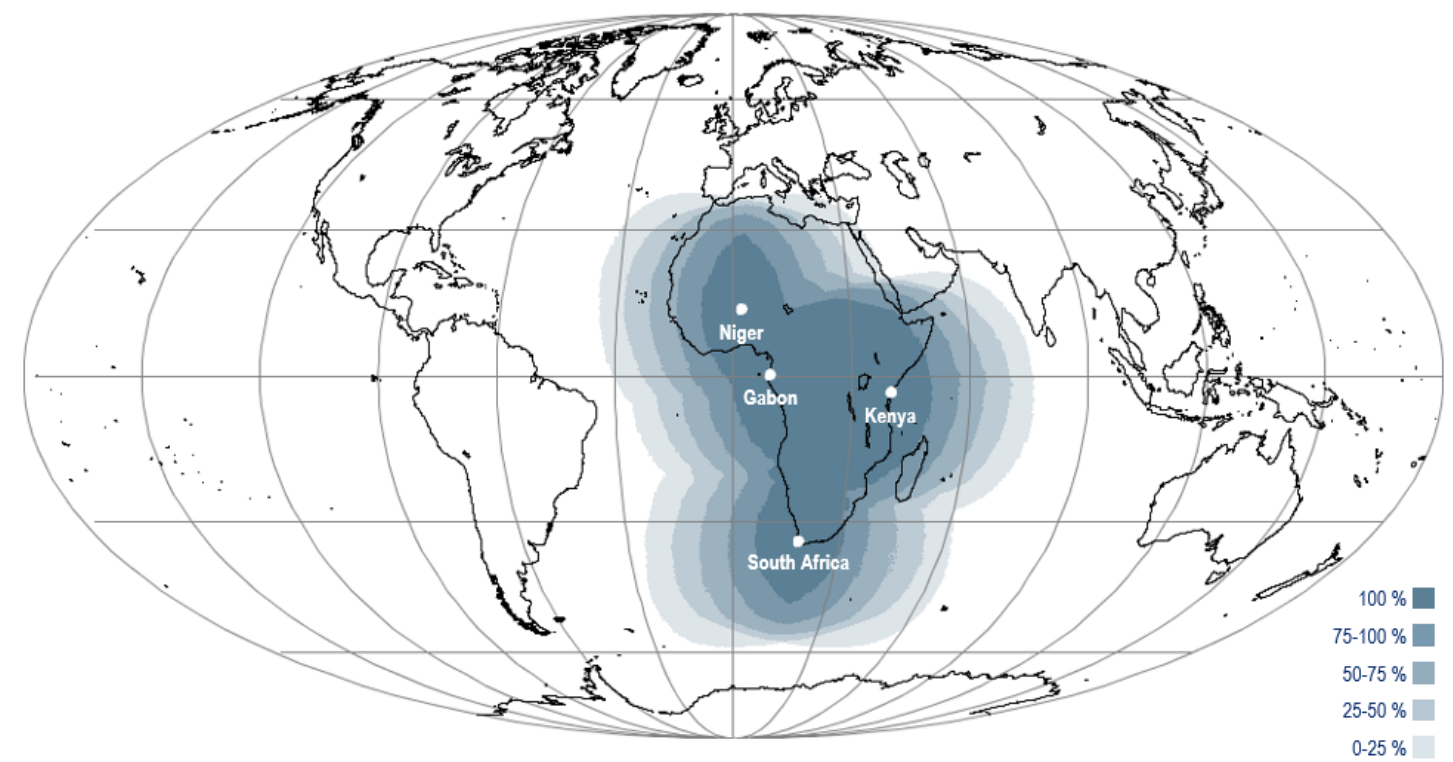 Niger
Gabon
Kenya
South Africa
100 %
75-100 %
50-75 %
25-50 %
0-25 %